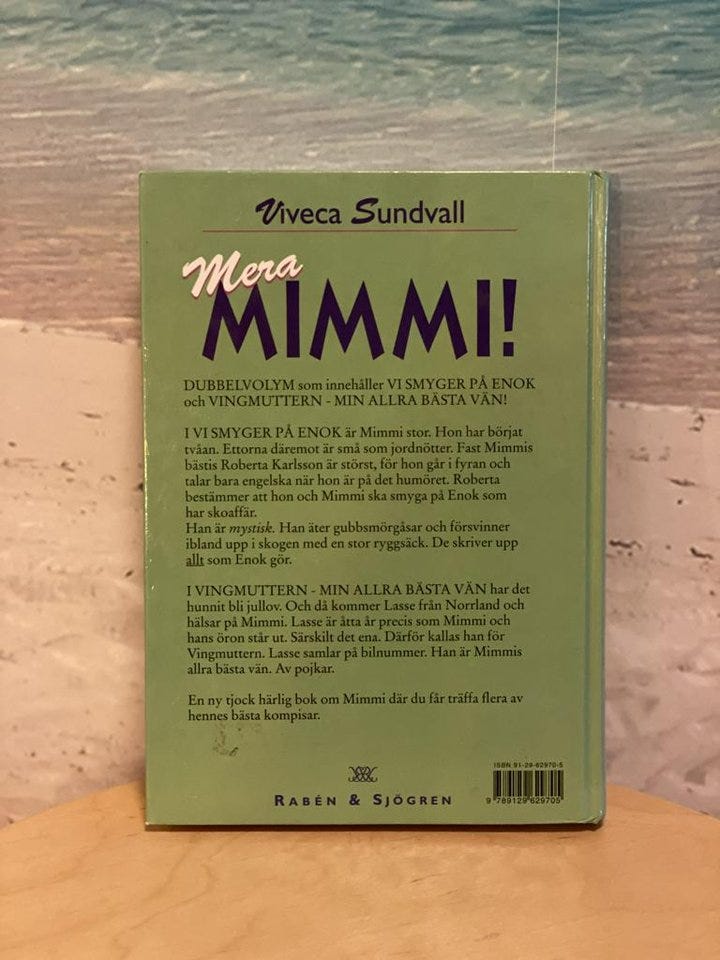 Viveca Sundvall
Mera
MIMMI!
DUBBELVOLYM som innehåller VI SMYGER PÅ ENOK
och VINGMUTTERN - MIN ALLRA BÄSTA VÄN!
I VI SMYGER PÅ ENOK är Mimmi stor. Hon har börjat
tvåan. Ettorna däremot är små som jordnötter. Fast Mimmis
bästis Roberta Karlsson är störst, för hon går i fyran och
talar bara engelska när hon är på det humöret. Roberta
bestämmer att hon och Mimmi ska smyga på Enok som
har skoaffär.
Han är mystisk. Han äter gubbsmörgåsar och försvinner
ibland upp i skogen med en stor ryggsäck. De skriver upp
allt som Enok gör.
I VINGMUTTERN - MIN ALLRA BÄSTA VÄN har det
hunnit bli jullov. Och då kommer Lasse från Norrland och
hälsar på Mimmi. Lasse är åtta år precis som Mimmi och
hans öron står ut. Särskilt det ena. Därför kallas han för
Vingmuttern. Lasse samlar på bilnummer. Han är Mimmis
allra bästa vän. Av pojkar.
En ny tjock härlig bok om Mimmi där du får träffa flera av
hennes bästa kompisar.
ISBN 91-29-62970-5
9 789129 629705
RABÉN & SJÖGREN